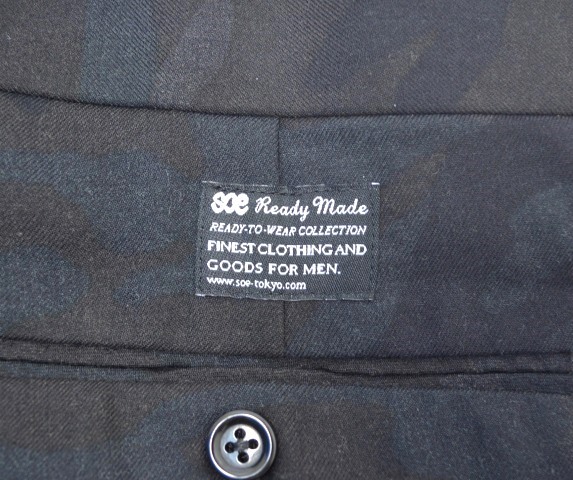 soe Ready Made
READY-TO-WEAR COLLECTION
FINEST CLOTHING AND
GOODS FOR MEN.
www.soe-tokyo.com